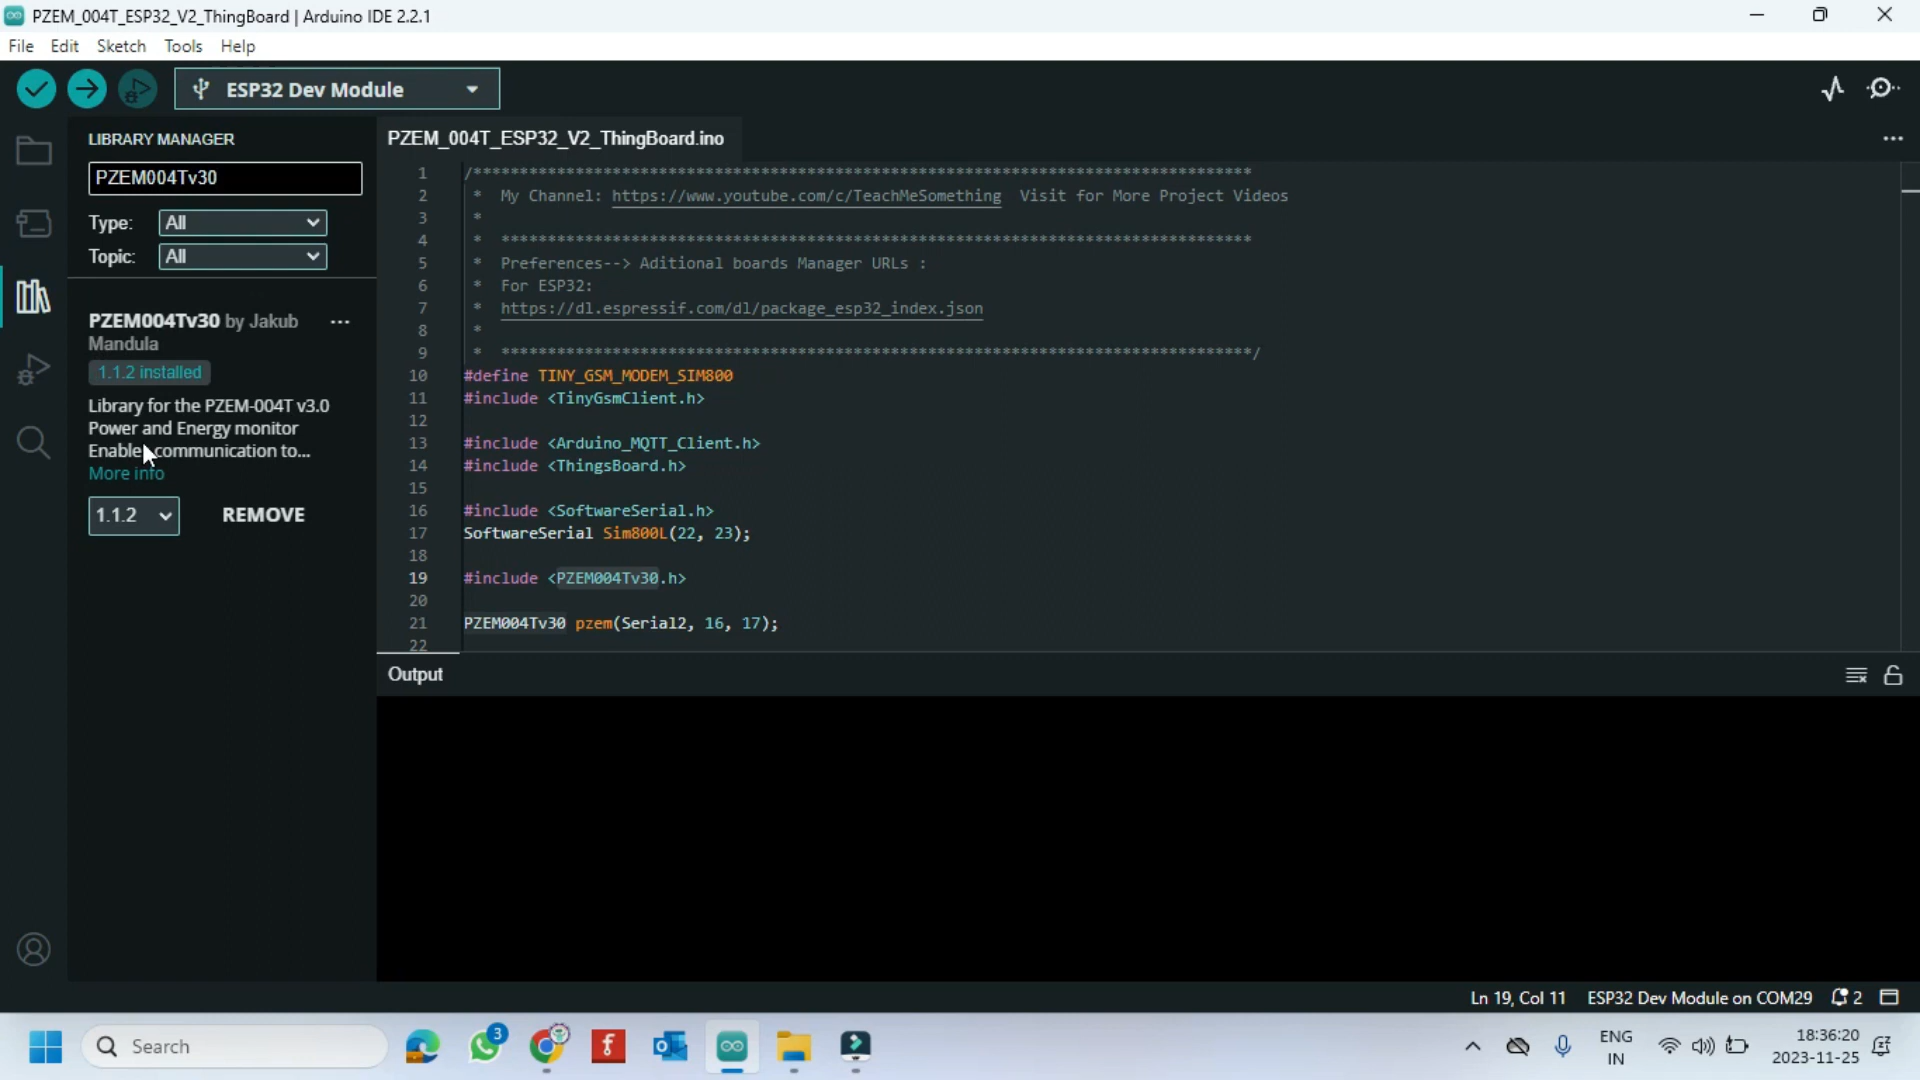 PZEM_004T_ESP32_V2_ThingBoard | Arduino IDE 2.2.1
File Edit Sketch Tools Help
ESP32 Dev Module
LIBRARY MANAGER
PZEM004Tv30
Type: All
Topic: All
PZEM004Tv30 by Jakub
Mandula
1.1.2 installed
Library for the PZEM-004T v3.0
Power and Energy monitor
Enable communication to...
More info
1.1.2 REMOVE
PZEM_004T_ESP32_V2_ThingBoard.ino
1 /************************************************************************************
2 * My Channel: https://www.youtube.com/c/TeachMeSomething Visit for More Project Videos
3 *
4 * *********************************************************************************
5 * Preferences--> Aditional boards Manager URLs :
6 * For ESP32:
7 * https://dl.espressif.com/dl/package_esp32_index.json
8 *
9 * *********************************************************************************/
10 #define TINY_GSM_MODEM_SIM800
11 #include <TinyGsmClient.h>
12
13 #include <Arduino_MQTT_Client.h>
14 #include <ThingsBoard.h>
15
16 #include <SoftwareSerial.h>
17 SoftwareSerial Sim800L(22, 23);
18
19 #include <PZEM004Tv30.h>
20
21 PZEM004Tv30 pzem(Serial2, 16, 17);
22
Output
Ln 19, Col 11 ESP32 Dev Module on COM29 2
Search
3
ENG
IN
18:36:20
2023-11-25